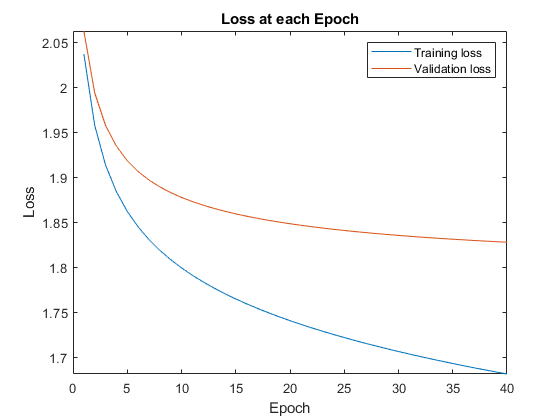 Loss at each Epoch
Training loss
Validation loss
2.05
2
1.95
1.9
1.85
1.8
1.75
1.7
Loss
0 5 10 15 20 25 30 35 40
Epoch